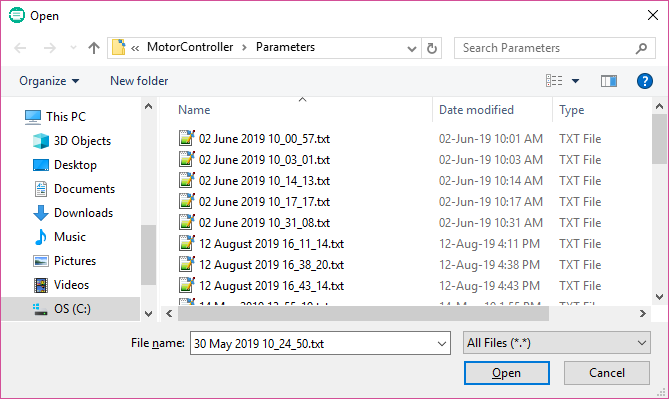 Open
« MotorController › Parameters
Search Parameters
Organize
New folder
?
This PC
3D Objects
Desktop
Documents
Downloads
Music
Pictures
Videos
OS (C:)
Name Date modified Type
02 June 2019 10_00_57.txt 02-Jun-19 10:01 AM TXT File
02 June 2019 10_03_01.txt 02-Jun-19 10:03 AM TXT File
02 June 2019 10_14_13.txt 02-Jun-19 10:14 AM TXT File
02 June 2019 10_17_17.txt 02-Jun-19 10:17 AM TXT File
02 June 2019 10_31_08.txt 02-Jun-19 10:31 AM TXT File
12 August 2019 16_11_14.txt 12-Aug-19 4:11 PM TXT File
12 August 2019 16_38_20.txt 12-Aug-19 4:38 PM TXT File
12 August 2019 16_43_14.txt 12-Aug-19 4:43 PM TXT File
File name: 30 May 2019 10_24_50.txt All Files (*.*)
Open Cancel